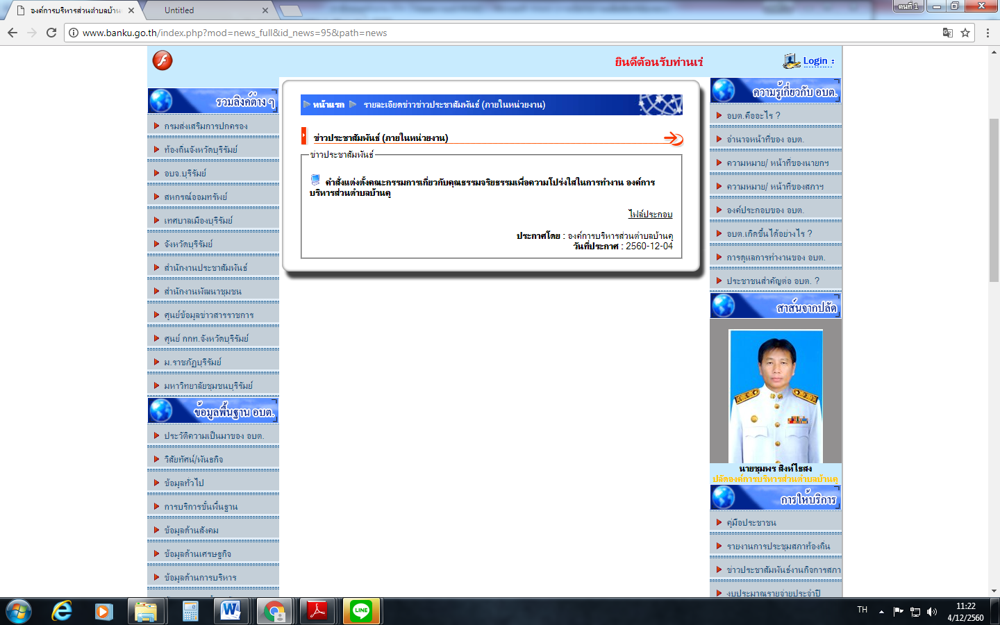 องค์การบริหารส่วนตำบลบ้าน
Untitled
คนที่ 1
www.banku.go.th/index.php?mod=news_full&id_news=95&path=news
ยินดีต้อนรับท่านเ
Login :
รวมลิงค์ต่าง ๆ
กรมส่งเสริมการปกครอง
ท้องถิ่นจังหวัดบุรีรัมย์
อบจ.บุรีรัมย์
สหกรณ์ออมทรัพย์
เทศบาลเมืองบุรีรัมย์
จังหวัดบุรีรัมย์
สำนักงานประชาสัมพันธ์
สำนักงานพัฒนาชุมชน
ศูนย์ข้อมูลข่าวสารราชการ
ศูนย์ กกท.จังหวัดบุรีรัมย์
ม.ราชภัฏบุรีรัมย์
มหาวิทยาลัยชุมชนบุรีรัมย์
ข้อมูลพื้นฐาน อบต.
ประวัติความเป็นมาของ อบต.
วิสัยทัศน์/พันธกิจ
ข้อมูลทั่วไป
การบริการขั้นพื้นฐาน
ข้อมูลด้านสังคม
ข้อมูลด้านเศรษฐกิจ
ข้อมูลด้านการบริหาร
หน้าแรก รายละเอียดข่าวข่าวประชาสัมพันธ์ (ภายในหน่วยงาน)
ข่าวประชาสัมพันธ์ (ภายในหน่วยงาน)
ข่าวประชาสัมพันธ์
คำสั่งแต่งตั้งคณะกรรมการเกี่ยวกับคุณธรรมจริยธรรมเพื่อความโปร่งใสในการทำงาน องค์การ
บริหารส่วนตำบลบ้านคู
ไฟล์ประกอบ
ประกาศโดย : องค์การบริหารส่วนตำบลบ้านคู
วันที่ประกาศ : 2560-12-04
ความรู้เกี่ยวกับ อบต.
อบต.คืออะไร ?
อำนาจหน้าที่ของ อบต.
ความหมาย/ หน้าที่ของนายกฯ
ความหมาย/ หน้าที่ของสภาฯ
องค์ประกอบของ อบต.
อบต.เกิดขึ้นได้อย่างไร ?
การดูแลการทำงานของ อบต.
ประชาชนสำคัญต่อ อบต. ?
สาส์นจากปลัด
นายชุมพร สิงห์ไธสง
ปลัดองค์การบริหารส่วนตำบลบ้านคู
การให้บริการ
คู่มือประชาชน
รายงานการประชุมสภาท้องถิ่น
ข่าวประชาสัมพันธ์งานกิจการสภา
งบประมาณรายจ่ายประจำปี
TH
11:22
4/12/2560